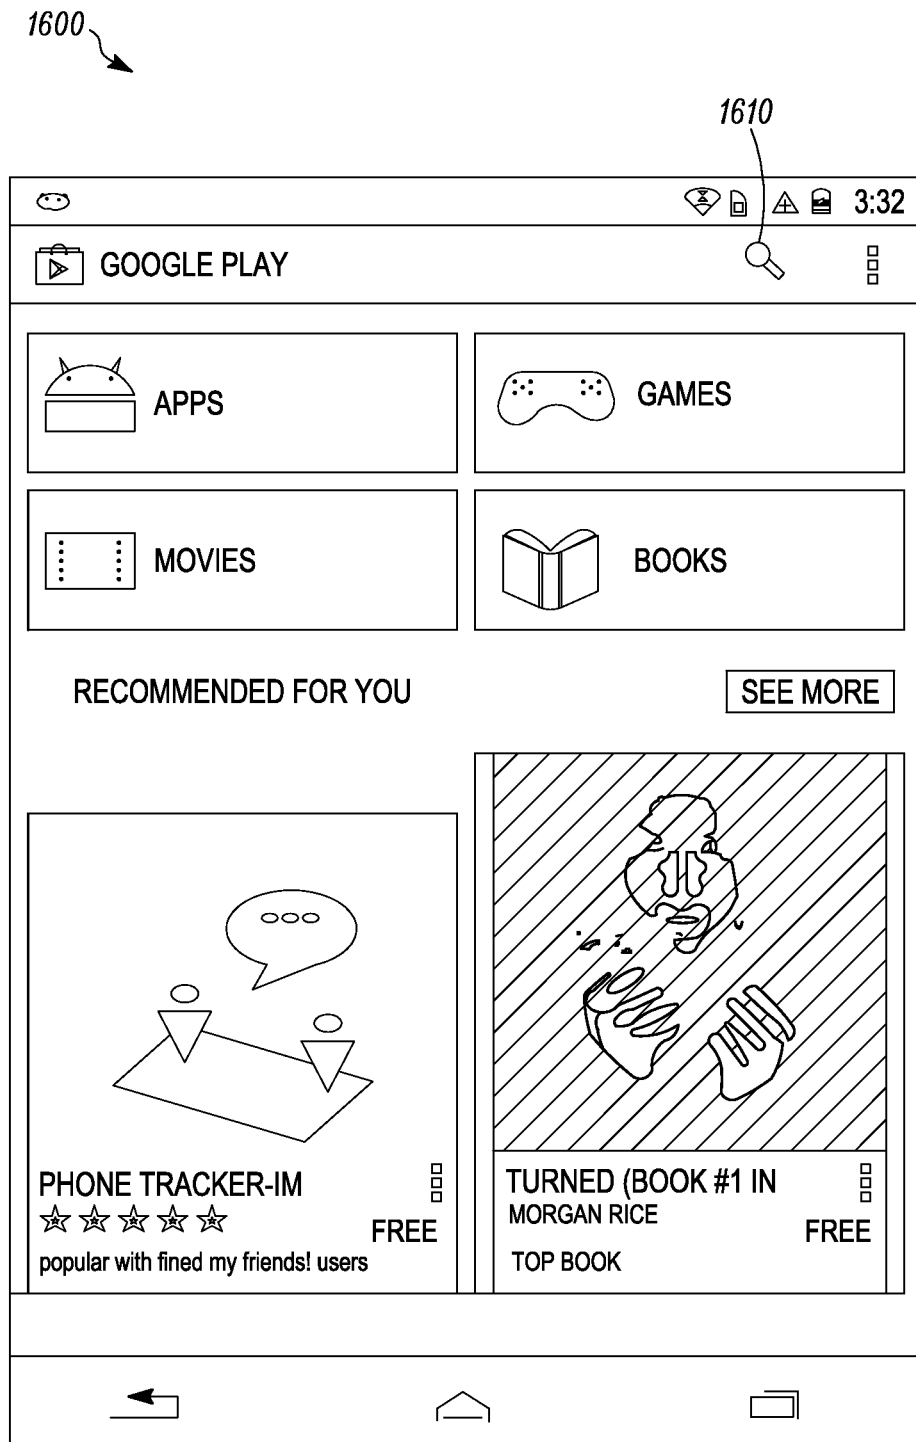 1600
1610
3:32
GOOGLE PLAY
APPS
GAMES
MOVIES
BOOKS
RECOMMENDED FOR YOU
SEE MORE
PHONE TRACKER-IM
FREE
popular with fined my friends! users
TURNED (BOOK #1 IN
MORGAN RICE
FREE
TOP BOOK